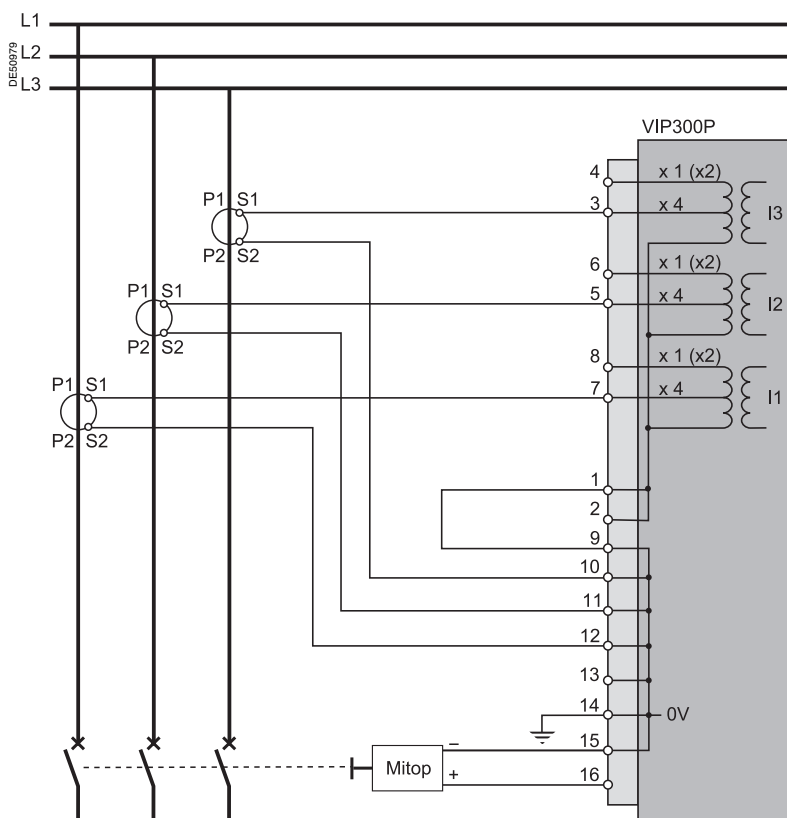 L1
L2
DE50979
L3
VIP300P
4 x 1 (x2)
P1 S1 3 x 4 I3
P2 S2
6 x 1 (x2)
P1 S1 5 x 4 I2
P2 S2
8 x 1 (x2)
P1 S1 7 x 4 I1
P2 S2
1
2
9
10
11
12
13
14 0V
– 15
Mitop
+ 16